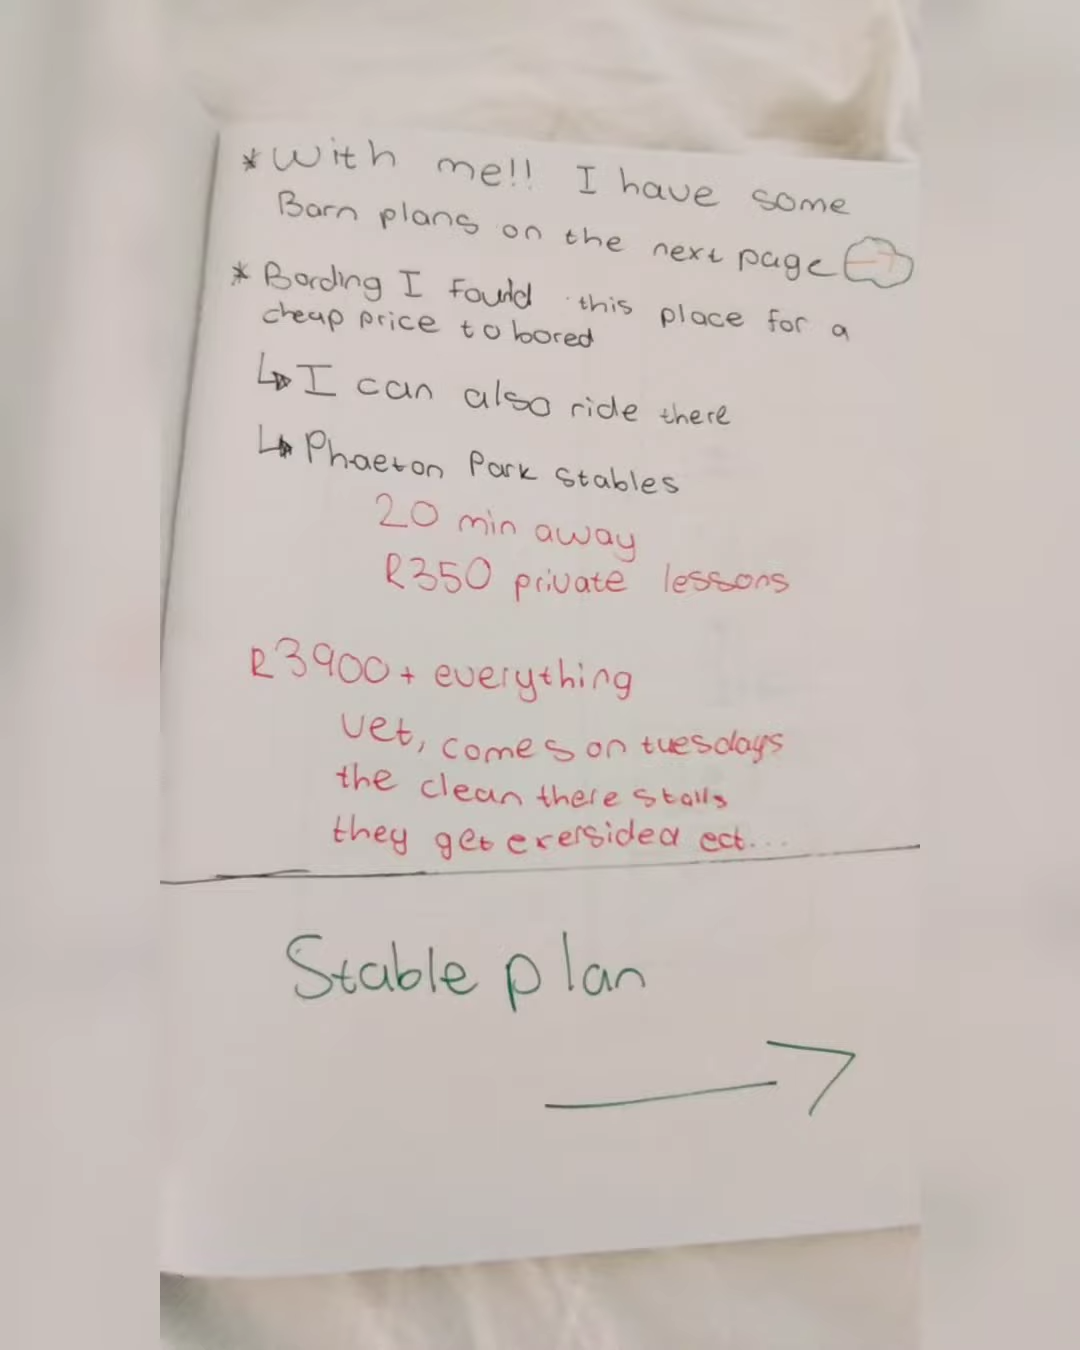 * With me!! I have some
Barn plans on the next page →
* Bording I found this place for a
cheap price to bored
↳ I can also ride there
↳ Phaeton Park stables
20 min away
R350 private lessons
R3900 + everything
vet, comes on tuesdays
the clean there stalls
they get exersided ect...
Stable plan
→